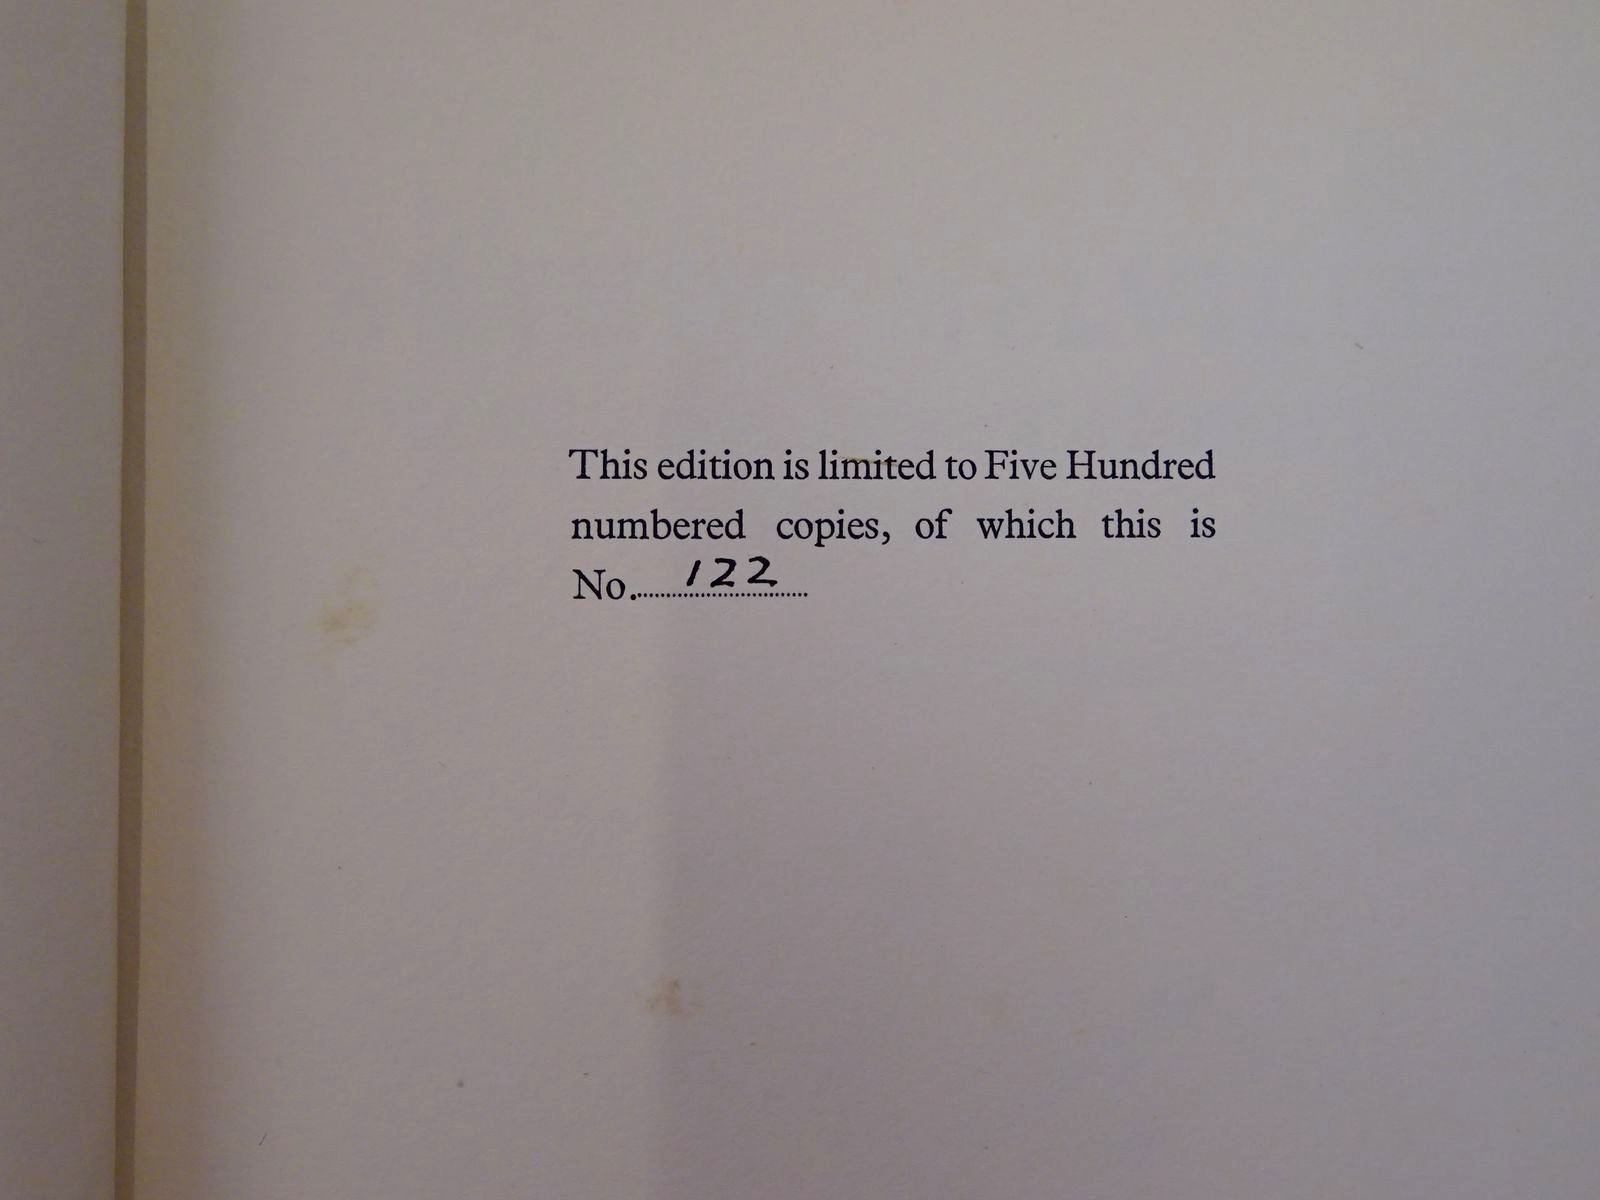 This edition is limited to Five Hundred
numbered copies, of which this is
No. 122